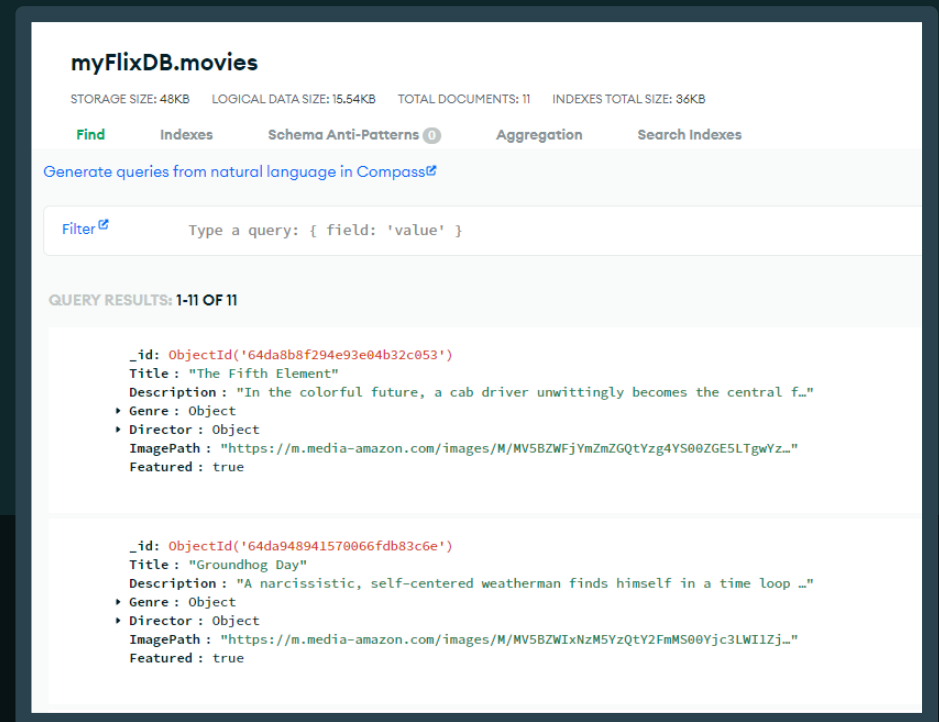 myFlixDB.movies
STORAGE SIZE: 48KB LOGICAL DATA SIZE: 15.54KB TOTAL DOCUMENTS: 11 INDEXES TOTAL SIZE: 36KB
Find Indexes Schema Anti-Patterns 0 Aggregation Search Indexes
Generate queries from natural language in Compass
Filter Type a query: { field: 'value' }
QUERY RESULTS: 1-11 OF 11
_id: ObjectId('64da8b8f294e93e04b32c053')
Title : "The Fifth Element"
Description : "In the colorful future, a cab driver unwittingly becomes the central f…"
Genre : Object
Director : Object
ImagePath : "https://m.media-amazon.com/images/M/MV5BZWFjYmZmZGQtYzg4YS00ZGE5LTgwYz…"
Featured : true
_id: ObjectId('64da948941570066fdb83c6e')
Title : "Groundhog Day"
Description : "A narcissistic, self-centered weatherman finds himself in a time loop …"
Genre : Object
Director : Object
ImagePath : "https://m.media-amazon.com/images/M/MV5BZWIxNzM5YzQtY2FmMS00Yjc3LWI1Zj…"
Featured : true